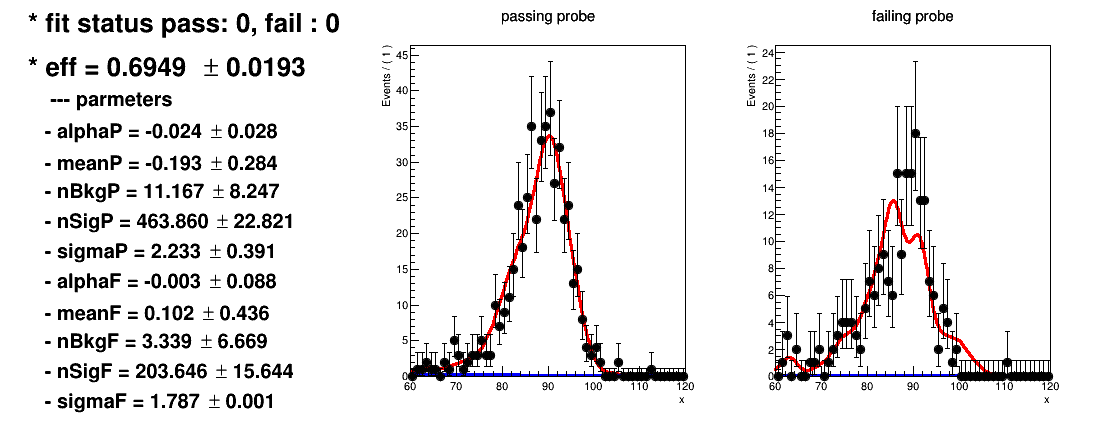 * fit status pass: 0, fail : 0
* eff = 0.6949 ± 0.0193
--- parmeters
- alphaP = -0.024 ± 0.028
- meanP = -0.193 ± 0.284
- nBkgP = 11.167 ± 8.247
- nSigP = 463.860 ± 22.821
- sigmaP = 2.233 ± 0.391
- alphaF = -0.003 ± 0.088
- meanF = 0.102 ± 0.436
- nBkgF = 3.339 ± 6.669
- nSigF = 203.646 ± 15.644
- sigmaF = 1.787 ± 0.001
passing probe
Events / ( 1 )
45
40
35
30
25
20
15
10
5
0
60 70 80 90 100 110 120
x
failing probe
Events / ( 1 )
24
22
20
18
16
14
12
10
8
6
4
2
0
60 70 80 90 100 110 120
x